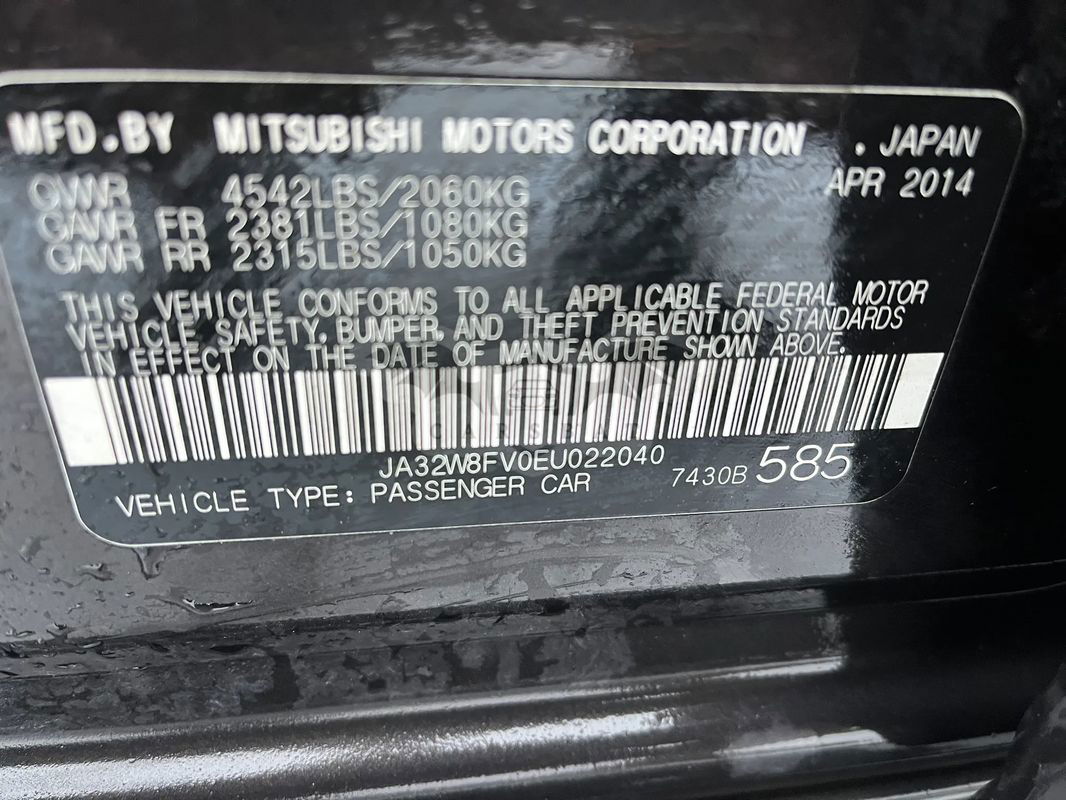 MFD.BY MITSUBISHI MOTORS CORPORATION . JAPAN
GVWR 4542LBS/2060KG APR 2014
GAWR FR 2381LBS/1080KG
GAWR RR 2315LBS/1050KG
THIS VEHICLE CONFORMS TO ALL APPLICABLE FEDERAL MOTOR
VEHICLE SAFETY, BUMPER, AND THEFT PREVENTION STANDARDS
IN EFFECT ON THE DATE OF MANUFACTURE SHOWN ABOVE.
JA32W8FV0EU022040
VEHICLE TYPE: PASSENGER CAR 7430B 585